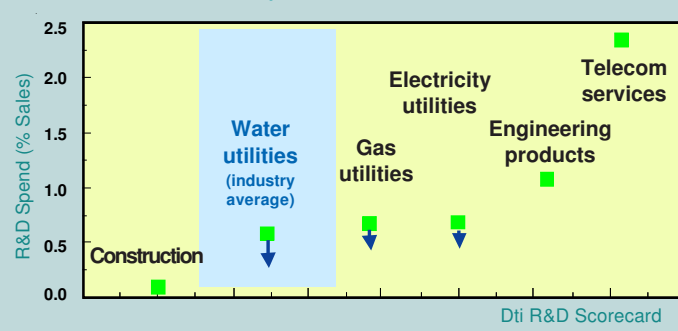 2.5
2.0
1.5
1.0
0.5
0.0
R&D Spend (% Sales)
Construction
Water
utilities
(industry
average)
Gas
utilities
Electricity
utilities
Engineering
products
Telecom
services
Dti R&D Scorecard